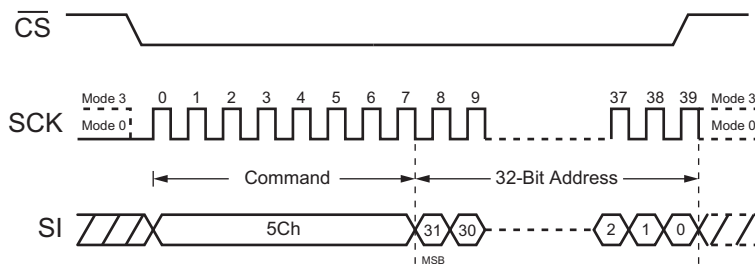 CS
0 1 2 3 4 5 6 7 8 9 37 38 39
Mode 3 Mode 3
SCK
Mode 0 Mode 0
Command 32-Bit Address
SI 5Ch 31 30 2 1 0
MSB